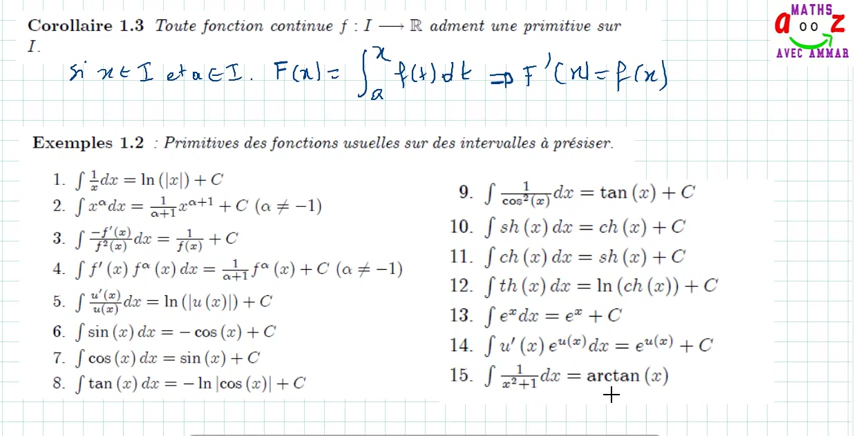 Corollaire 1.3 Toute fonction continue f : I ⟶ ℝ adment une primitive sur
I.
si x ∈ I et a ∈ I. F(x) = ∫_a^x f(t)dt ⇒ F'(x) = f(x)
MATHS
a oo z
AVEC AMMAR
Exemples 1.2 : Primitives des fonctions usuelles sur des intervalles à présiser.
1. ∫ 1/x dx = ln (|x|) + C
2. ∫ x^α dx = 1/(α+1) x^(α+1) + C (α ≠ −1)
3. ∫ −f'(x)/f²(x) dx = 1/f(x) + C
4. ∫ f' (x) f^α (x) dx = 1/(α+1) f^α (x) + C (α ≠ −1)
5. ∫ u'(x)/u(x) dx = ln (|u (x)|) + C
6. ∫ sin (x) dx = − cos (x) + C
7. ∫ cos (x) dx = sin (x) + C
8. ∫ tan (x) dx = − ln |cos (x)| + C
9. ∫ 1/cos²(x) dx = tan (x) + C
10. ∫ sh (x) dx = ch (x) + C
11. ∫ ch (x) dx = sh (x) + C
12. ∫ th (x) dx = ln (ch (x)) + C
13. ∫ e^x dx = e^x + C
14. ∫ u' (x) e^(u(x)) dx = e^(u(x)) + C
15. ∫ 1/(x²+1) dx = arctan (x)